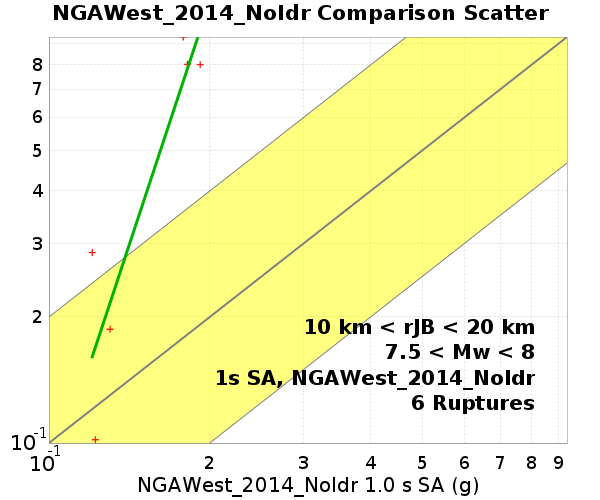 NGAWest_2014_NoIdr Comparison Scatter
8
7
6
5
4
3
2
10 km < rJB < 20 km
7.5 < Mw < 8
1s SA, NGAWest_2014_NoIdr
6 Ruptures
10-1
10-1 2 3 4 5 6 7 8 9
NGAWest_2014_NoIdr 1.0 s SA (g)